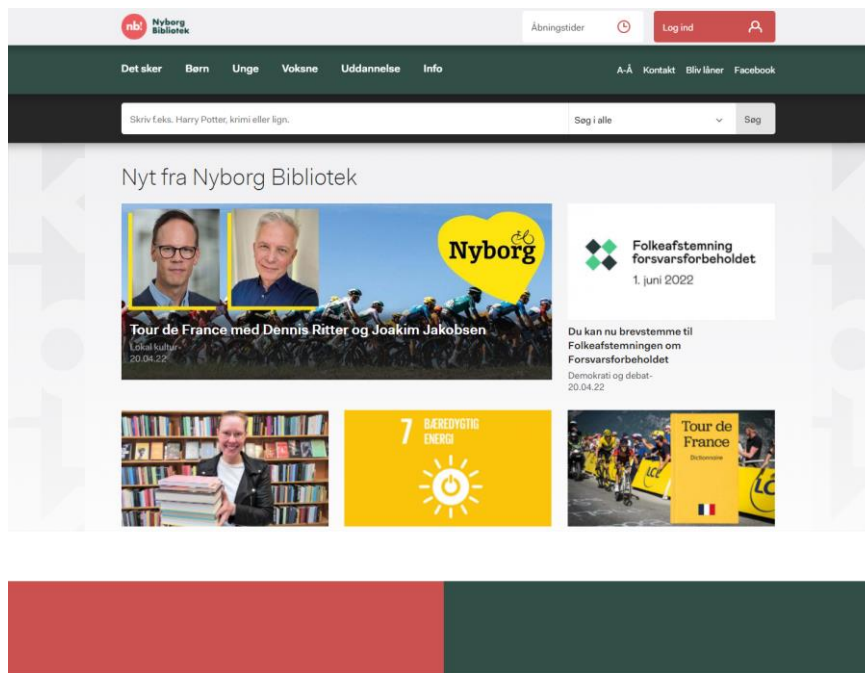 nb!
Nyborg
Bibliotek
Åbningstider
Log ind
Det sker Børn Unge Voksne Uddannelse Info
A-Å Kontakt Bliv låner Facebook
Skriv f.eks. Harry Potter, krimi eller lign.
Søg i alle
Søg
Nyt fra Nyborg Bibliotek
Nyborg
Tour de France med Dennis Ritter og Joakim Jakobsen
Lokal kultur-
20.04.22
Folkeafstemning
forsvarsforbeholdet
1. juni 2022
Du kan nu brevstemme til
Folkeafstemningen om
Forsvarsforbeholdet
Demokrati og debat-
20.04.22
7 BÆREDYGTIG
ENERGI
Tour de
France
Dictionnaire
LCL